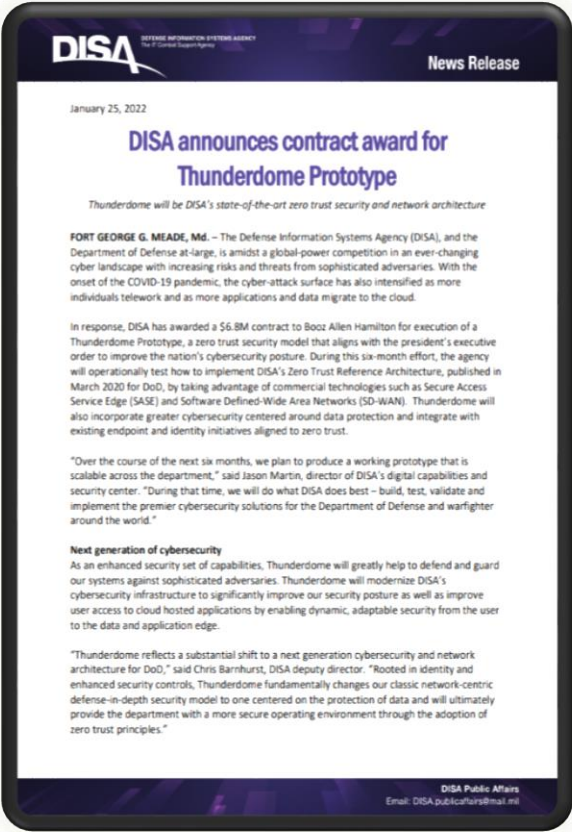 DISA
DEFENSE INFORMATION SYSTEMS AGENCY
The IT Combat Support Agency
News Release
January 25, 2022
DISA announces contract award for
Thunderdome Prototype
Thunderdome will be DISA's state-of-the-art zero trust security and network architecture
FORT GEORGE G. MEADE, Md. – The Defense Information Systems Agency (DISA), and the
Department of Defense at-large, is amidst a global-power competition in an ever-changing
cyber landscape with increasing risks and threats from sophisticated adversaries. With the
onset of the COVID-19 pandemic, the cyber-attack surface has also intensified as more
individuals telework and as more applications and data migrate to the cloud.
In response, DISA has awarded a $6.8M contract to Booz Allen Hamilton for execution of a
Thunderdome Prototype, a zero trust security model that aligns with the president's executive
order to improve the nation's cybersecurity posture. During this six-month effort, the agency
will operationally test how to implement DISA's Zero Trust Reference Architecture, published in
March 2020 for DoD, by taking advantage of commercial technologies such as Secure Access
Service Edge (SASE) and Software Defined-Wide Area Networks (SD-WAN). Thunderdome will
also incorporate greater cybersecurity centered around data protection and integrate with
existing endpoint and identity initiatives aligned to zero trust.
"Over the course of the next six months, we plan to produce a working prototype that is
scalable across the department," said Jason Martin, director of DISA's digital capabilities and
security center. "During that time, we will do what DISA does best – build, test, validate and
implement the premier cybersecurity solutions for the Department of Defense and warfighter
around the world."
Next generation of cybersecurity
As an enhanced security set of capabilities, Thunderdome will greatly help to defend and guard
our systems against sophisticated adversaries. Thunderdome will modernize DISA's
cybersecurity infrastructure to significantly improve our security posture as well as improve
user access to cloud hosted applications by enabling dynamic, adaptable security from the user
to the data and application edge.
"Thunderdome reflects a substantial shift to a next generation cybersecurity and network
architecture for DoD," said Chris Barnhurst, DISA deputy director. "Rooted in identity and
enhanced security controls, Thunderdome fundamentally changes our classic network-centric
defense-in-depth security model to one centered on the protection of data and will ultimately
provide the department with a more secure operating environment through the adoption of
zero trust principles."
DISA Public Affairs
Email: DISA.publicaffairs@mail.mil